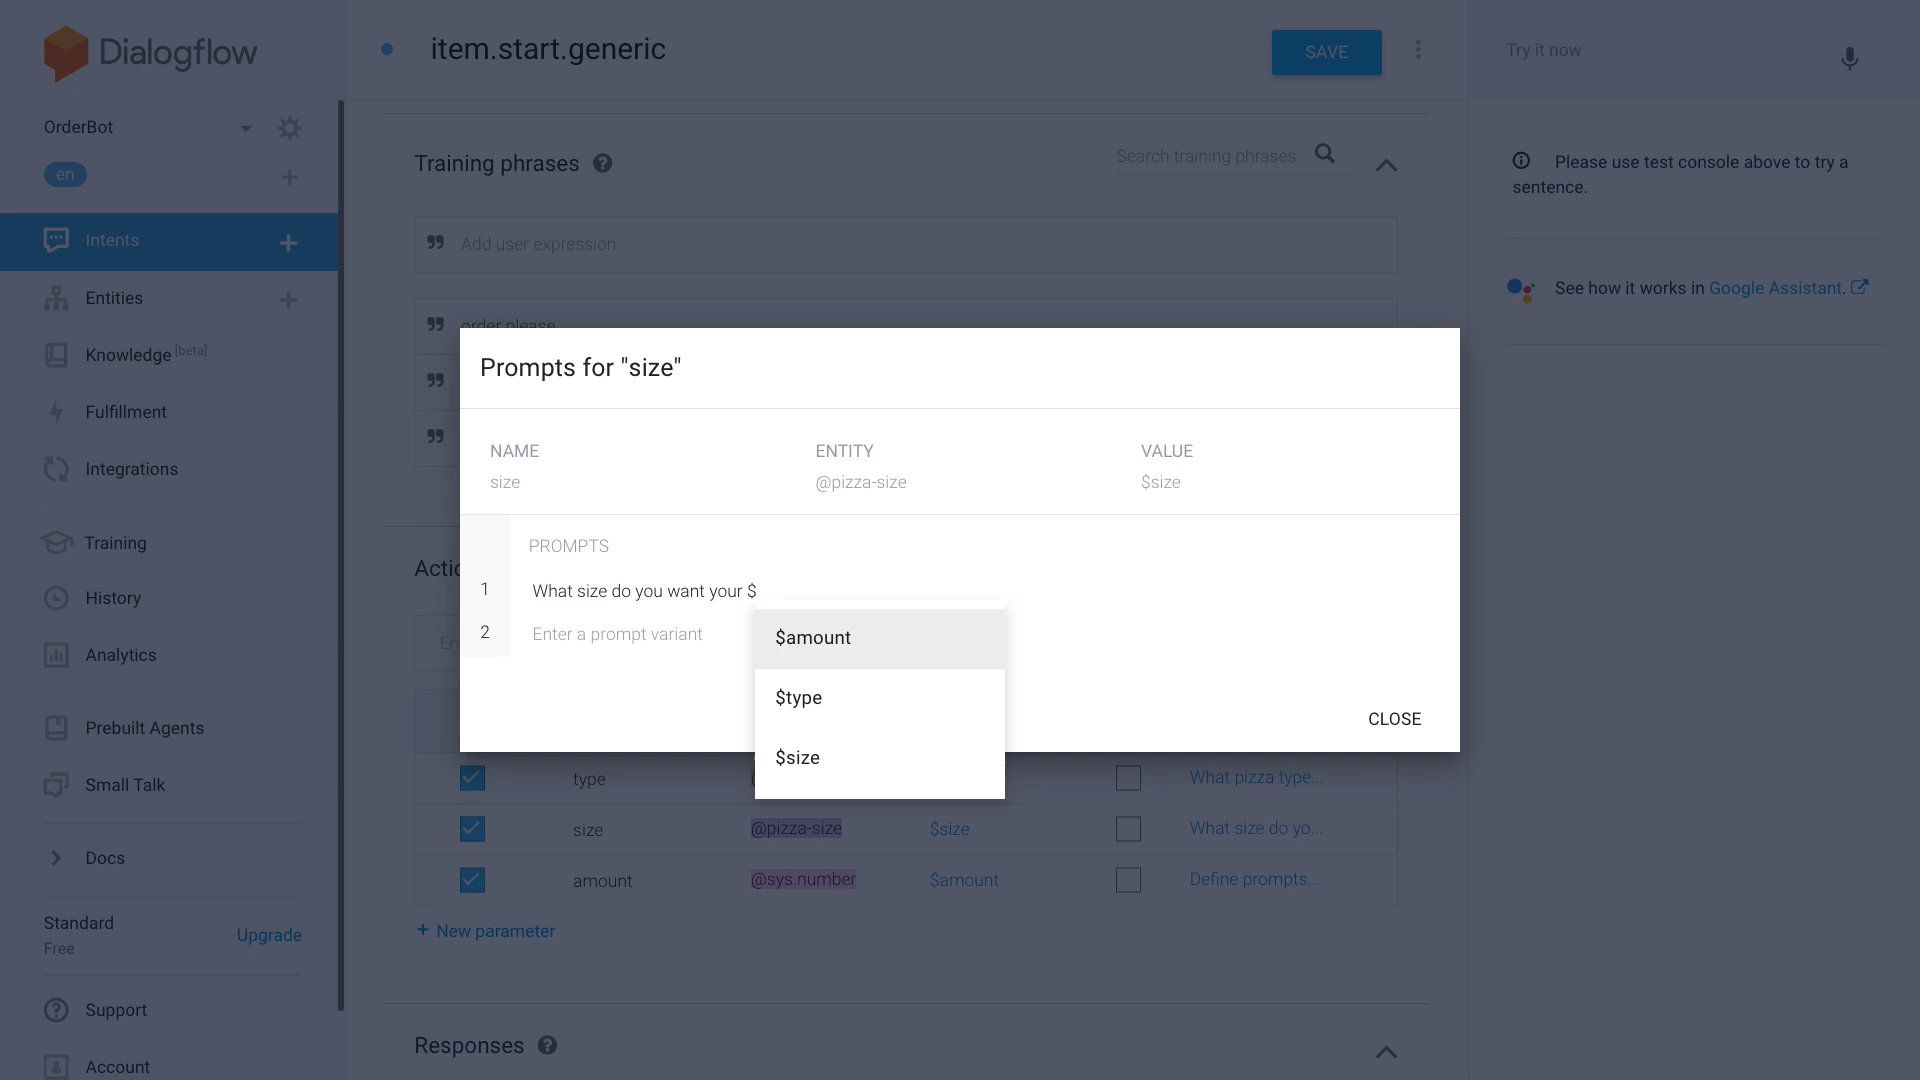 Dialogflow
item.start.generic
SAVE
Try it now
OrderBot
en
Intents
Entities
Knowledge [beta]
Fulfillment
Integrations
Training
History
Analytics
Prebuilt Agents
Small Talk
Docs
Standard
Free
Upgrade
Support
Account
Training phrases
Search training phrases
Add user expression
order please
Prompts for "size"
NAME
ENTITY
VALUE
size
@pizza-size
$size
PROMPTS
1 What size do you want your $
2 Enter a prompt variant
$amount
$type
$size
CLOSE
type
What pizza type...
size @pizza-size $size What size do yo...
amount @sys.number $amount Define prompts...
+ New parameter
Responses
Please use test console above to try a
sentence.
See how it works in Google Assistant.